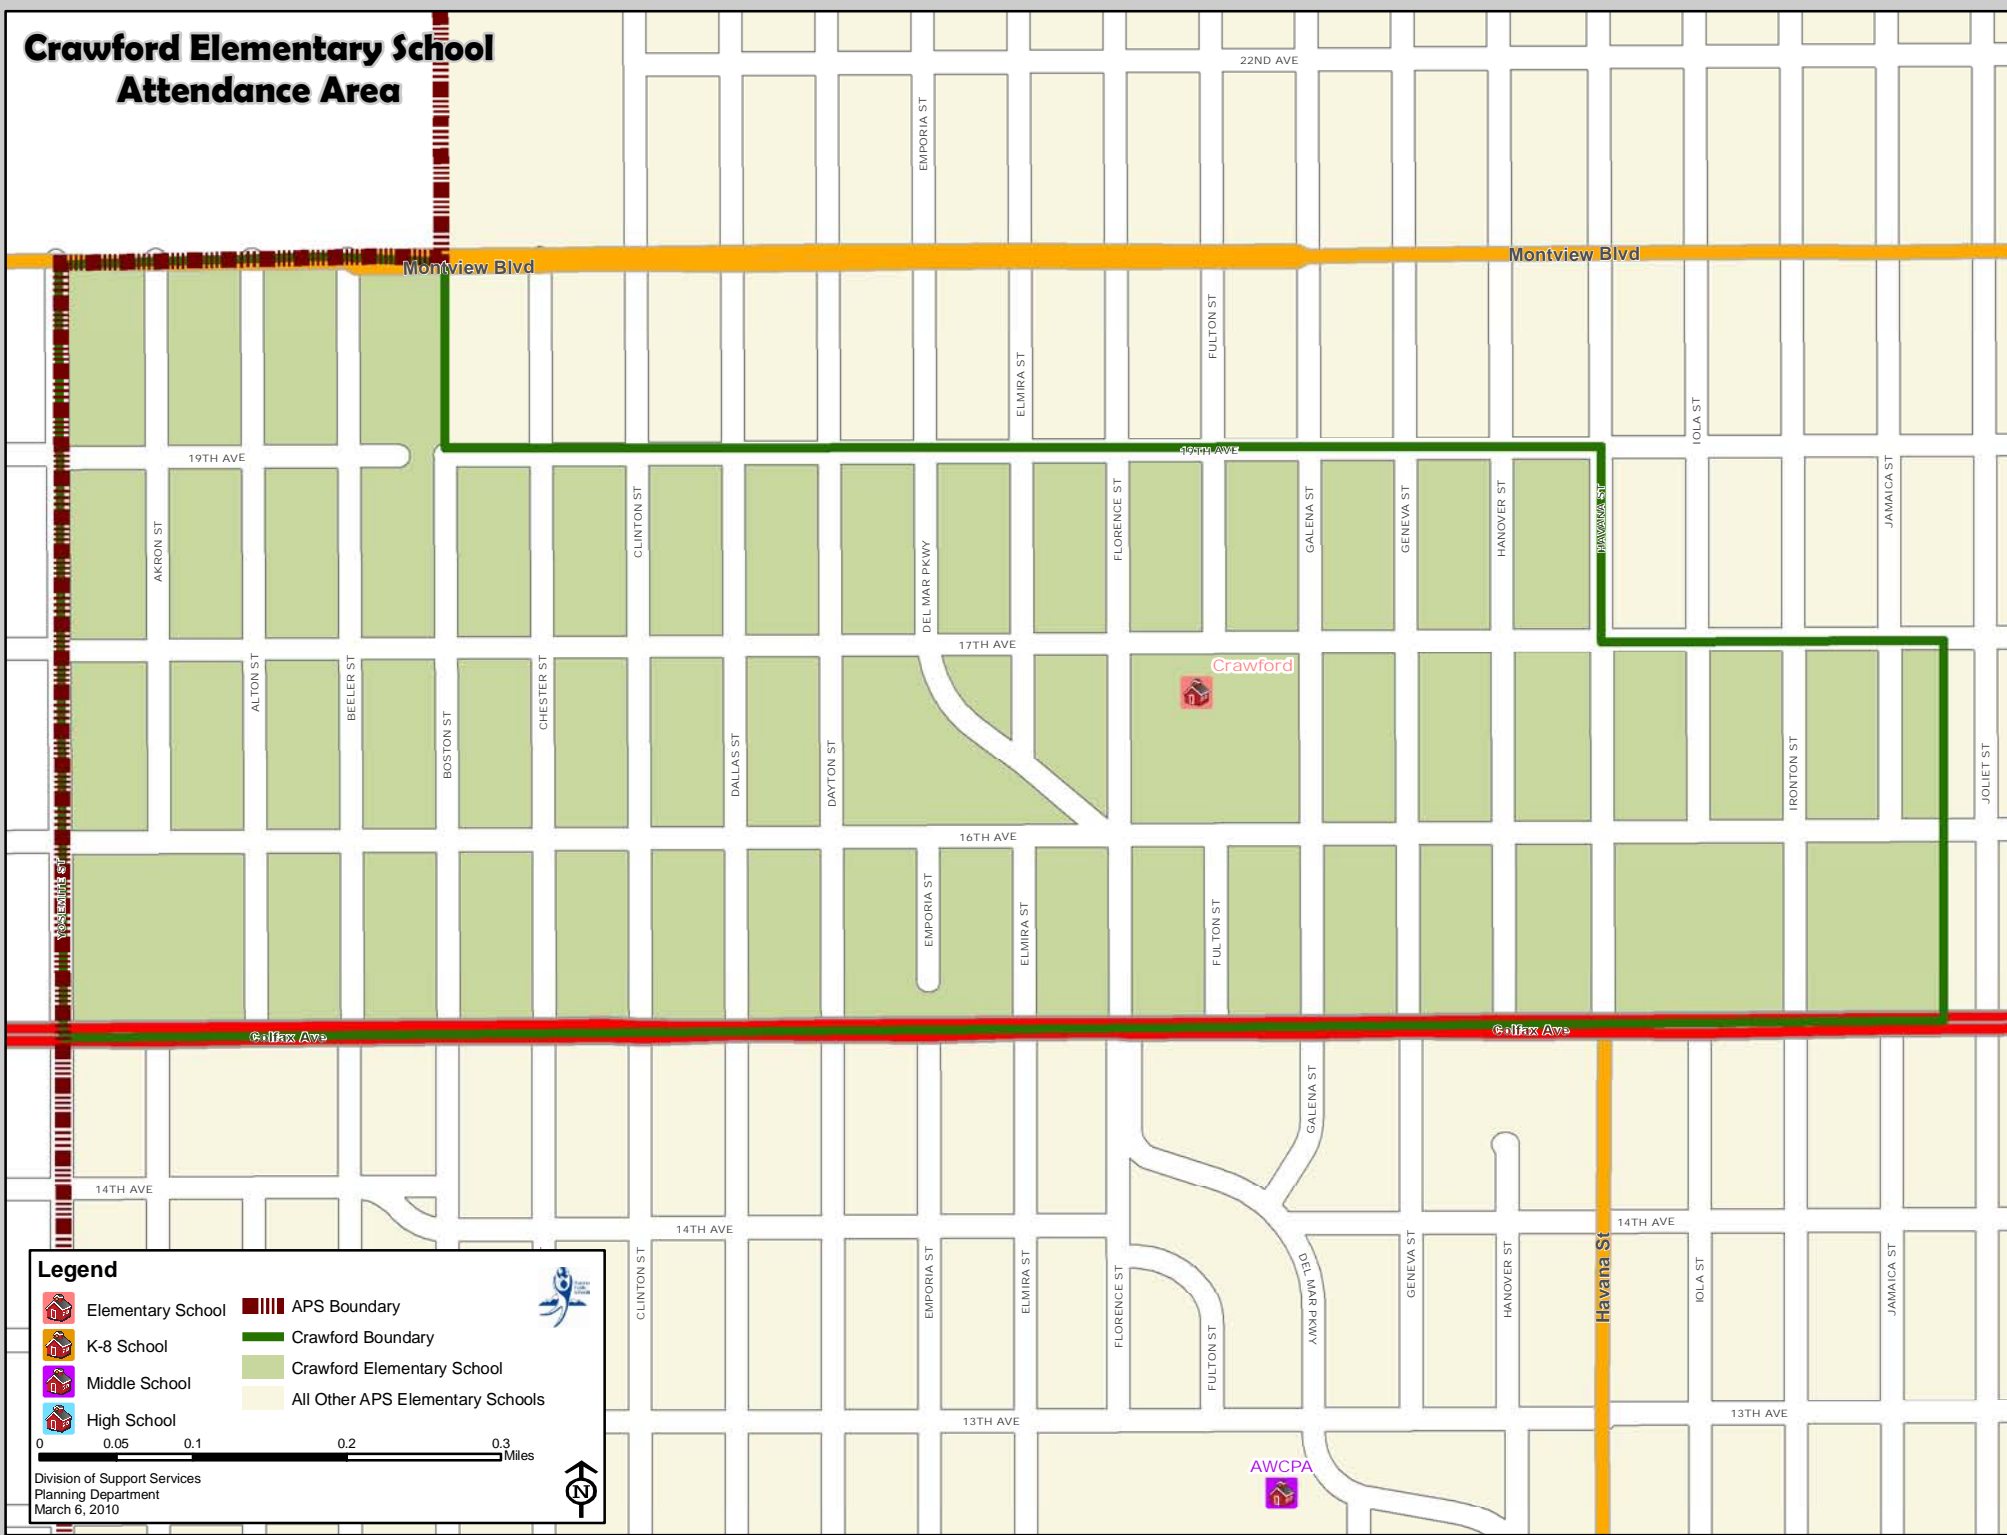 Crawford Elementary School
Attendance Area
22ND AVE
EMPORIA ST
Montview Blvd
Montview Blvd
FULTON ST
ELMIRA ST
IOLA ST
19TH AVE
19TH AVE
AKRON ST
CLINTON ST
DEL MAR PKWY
FLORENCE ST
GALENA ST
GENEVA ST
HANOVER ST
HAVANA ST
JAMAICA ST
17TH AVE
Crawford
ALTON ST
BEELER ST
BOSTON ST
CHESTER ST
DALLAS ST
DAYTON ST
IRONTON ST
JOLIET ST
16TH AVE
YOSEMITE ST
EMPORIA ST
ELMIRA ST
FULTON ST
Colfax Ave
Colfax Ave
GALENA ST
14TH AVE
14TH AVE
14TH AVE
CLINTON ST
EMPORIA ST
ELMIRA ST
FLORENCE ST
FULTON ST
DEL MAR PKWY
GENEVA ST
HANOVER ST
Havana St
IOLA ST
JAMAICA ST
13TH AVE
13TH AVE
AWCPA
Legend
Elementary School
K-8 School
Middle School
High School
APS Boundary
Crawford Boundary
Crawford Elementary School
All Other APS Elementary Schools
0 0.05 0.1 0.2 0.3
Miles
Division of Support Services
Planning Department
March 6, 2010
N